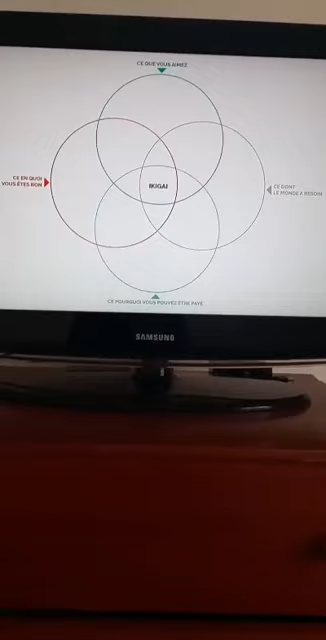 CE QUE VOUS AIMEZ
CE EN QUOI
VOUS ÊTES BON
IKIGAI
CE DONT
LE MONDE A BESOIN
CE POURQUOI VOUS POUVEZ ÊTRE PAYÉ
SAMSUNG